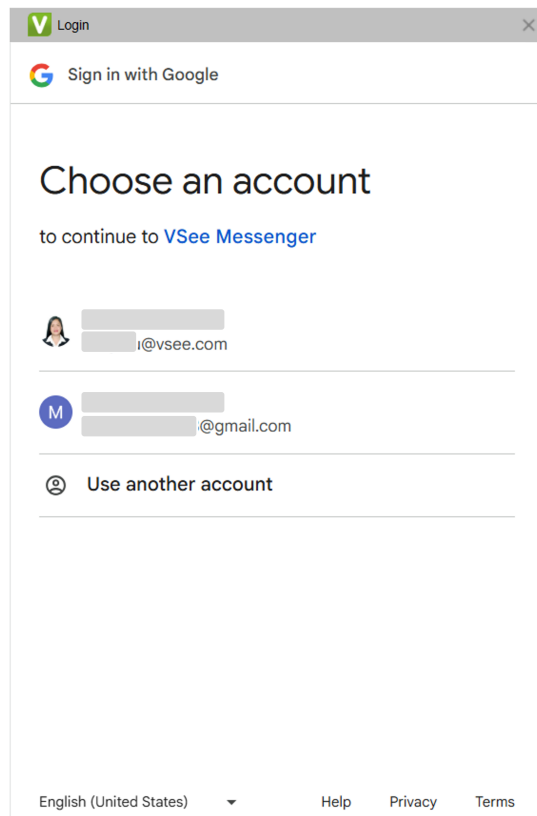 V Login
G Sign in with Google
Choose an account
to continue to VSee Messenger
@vsee.com
M
@gmail.com
Use another account
English (United States) Help Privacy Terms